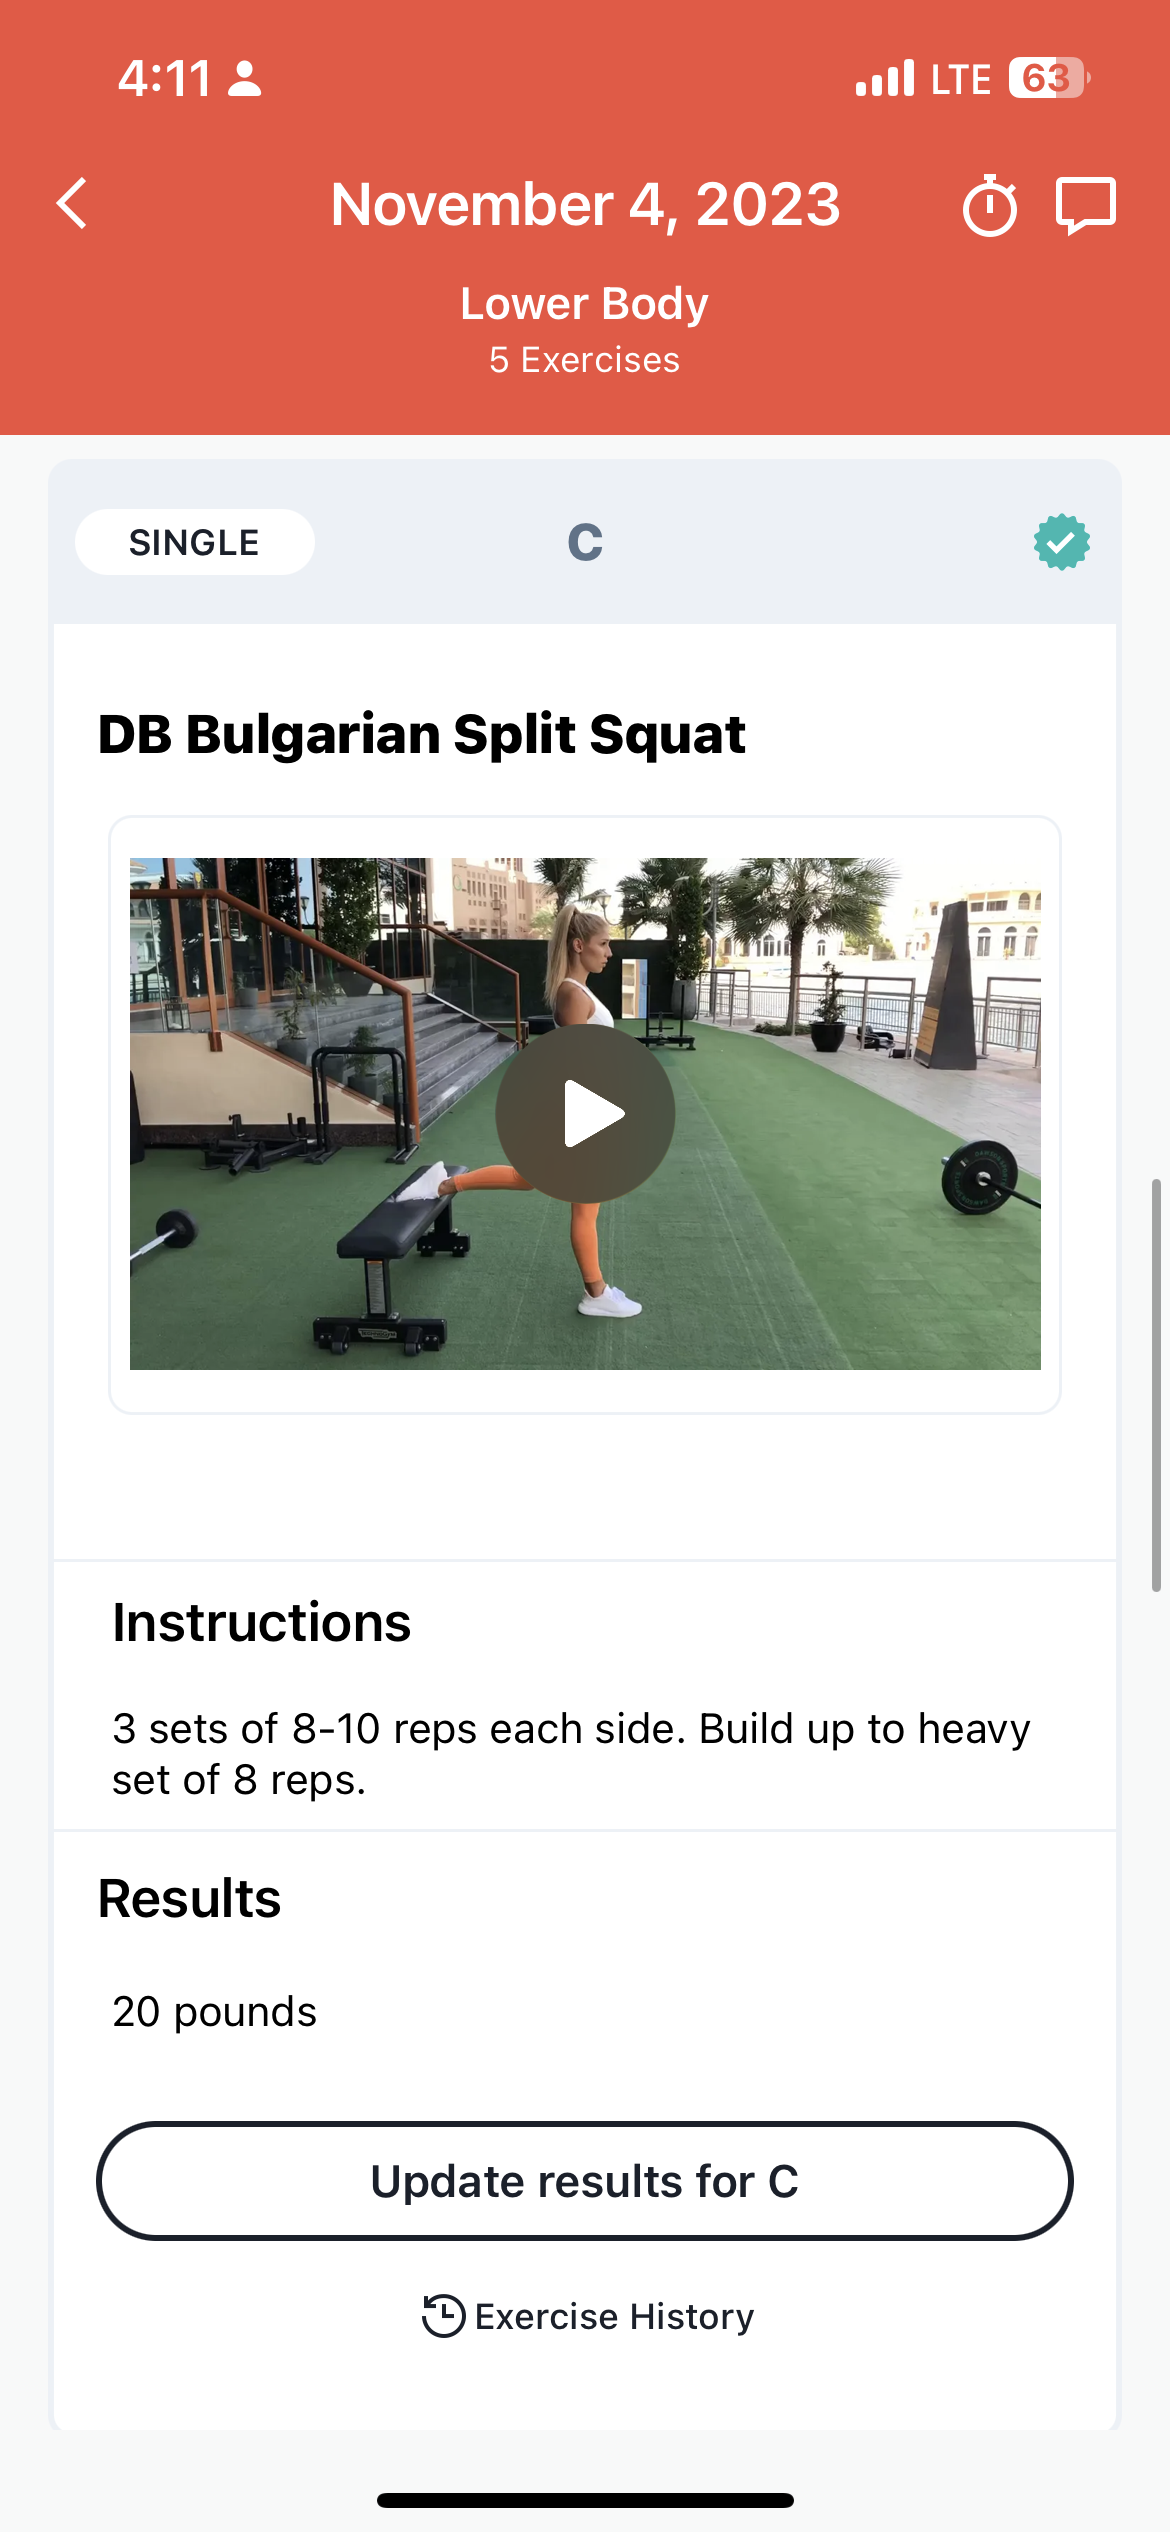 4:11
LTE 63
November 4, 2023
Lower Body
5 Exercises
SINGLE
C
DB Bulgarian Split Squat
Instructions
3 sets of 8-10 reps each side. Build up to heavy
set of 8 reps.
Results
20 pounds
Update results for C
Exercise History